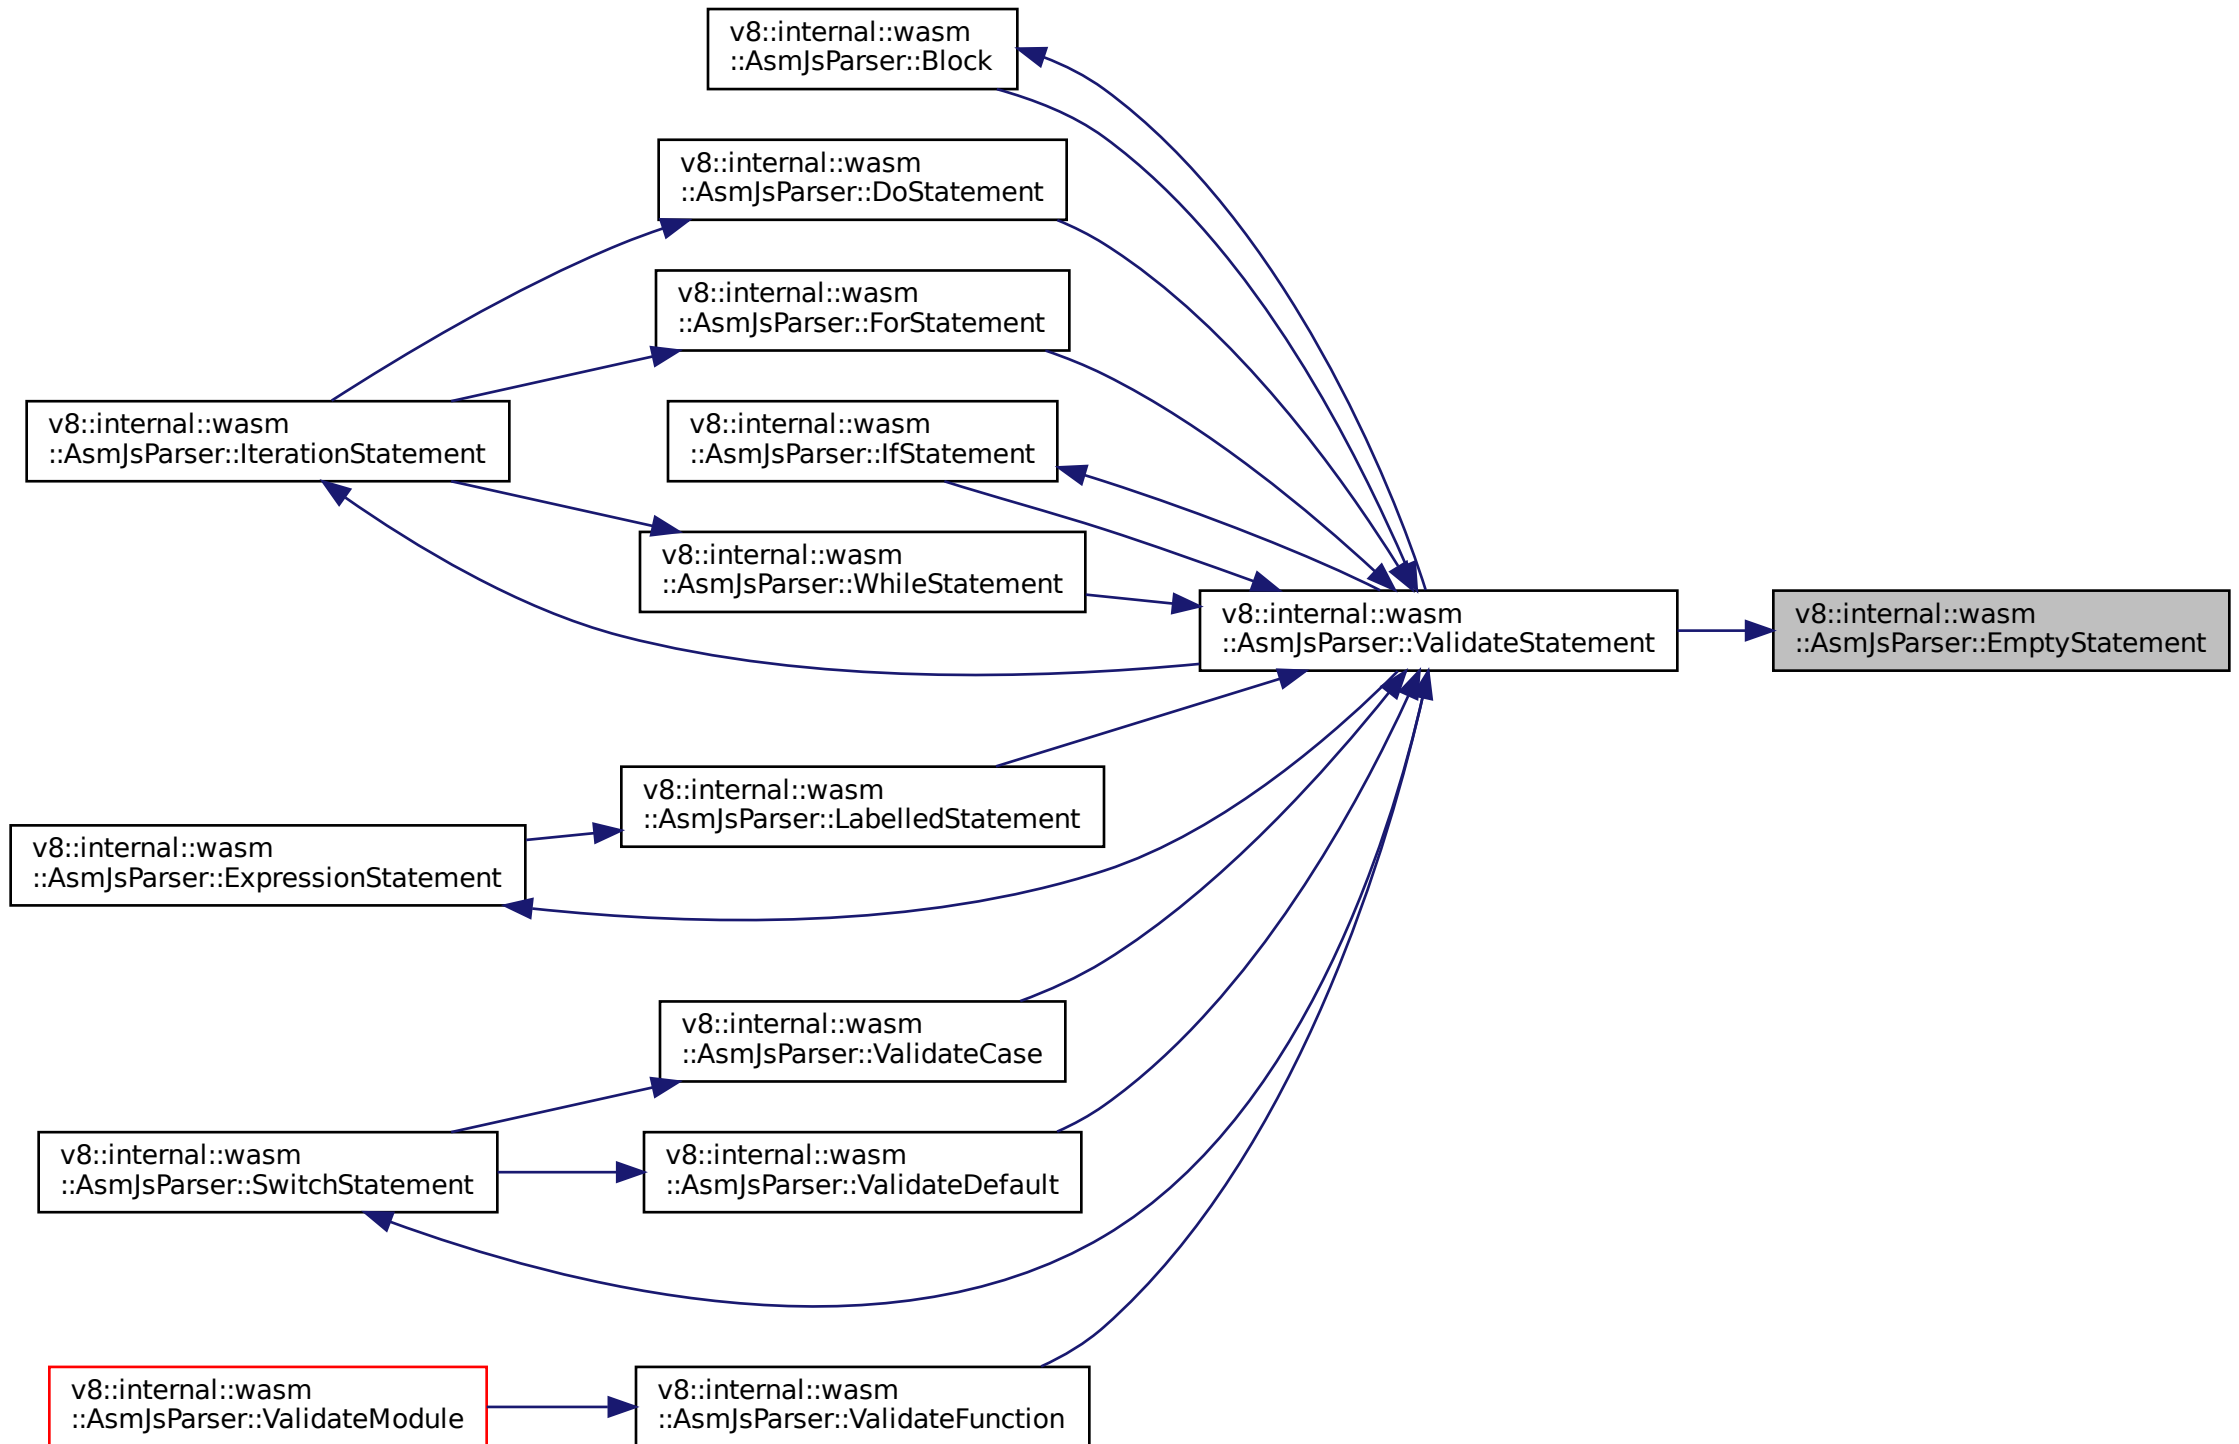 v8::internal::wasm
::AsmJsParser::Block
v8::internal::wasm
::AsmJsParser::DoStatement
v8::internal::wasm
::AsmJsParser::ForStatement
v8::internal::wasm
::AsmJsParser::IterationStatement
v8::internal::wasm
::AsmJsParser::IfStatement
v8::internal::wasm
::AsmJsParser::WhileStatement
v8::internal::wasm
::AsmJsParser::ValidateStatement
v8::internal::wasm
::AsmJsParser::EmptyStatement
v8::internal::wasm
::AsmJsParser::LabelledStatement
v8::internal::wasm
::AsmJsParser::ExpressionStatement
v8::internal::wasm
::AsmJsParser::ValidateCase
v8::internal::wasm
::AsmJsParser::SwitchStatement
v8::internal::wasm
::AsmJsParser::ValidateDefault
v8::internal::wasm
::AsmJsParser::ValidateModule
v8::internal::wasm
::AsmJsParser::ValidateFunction